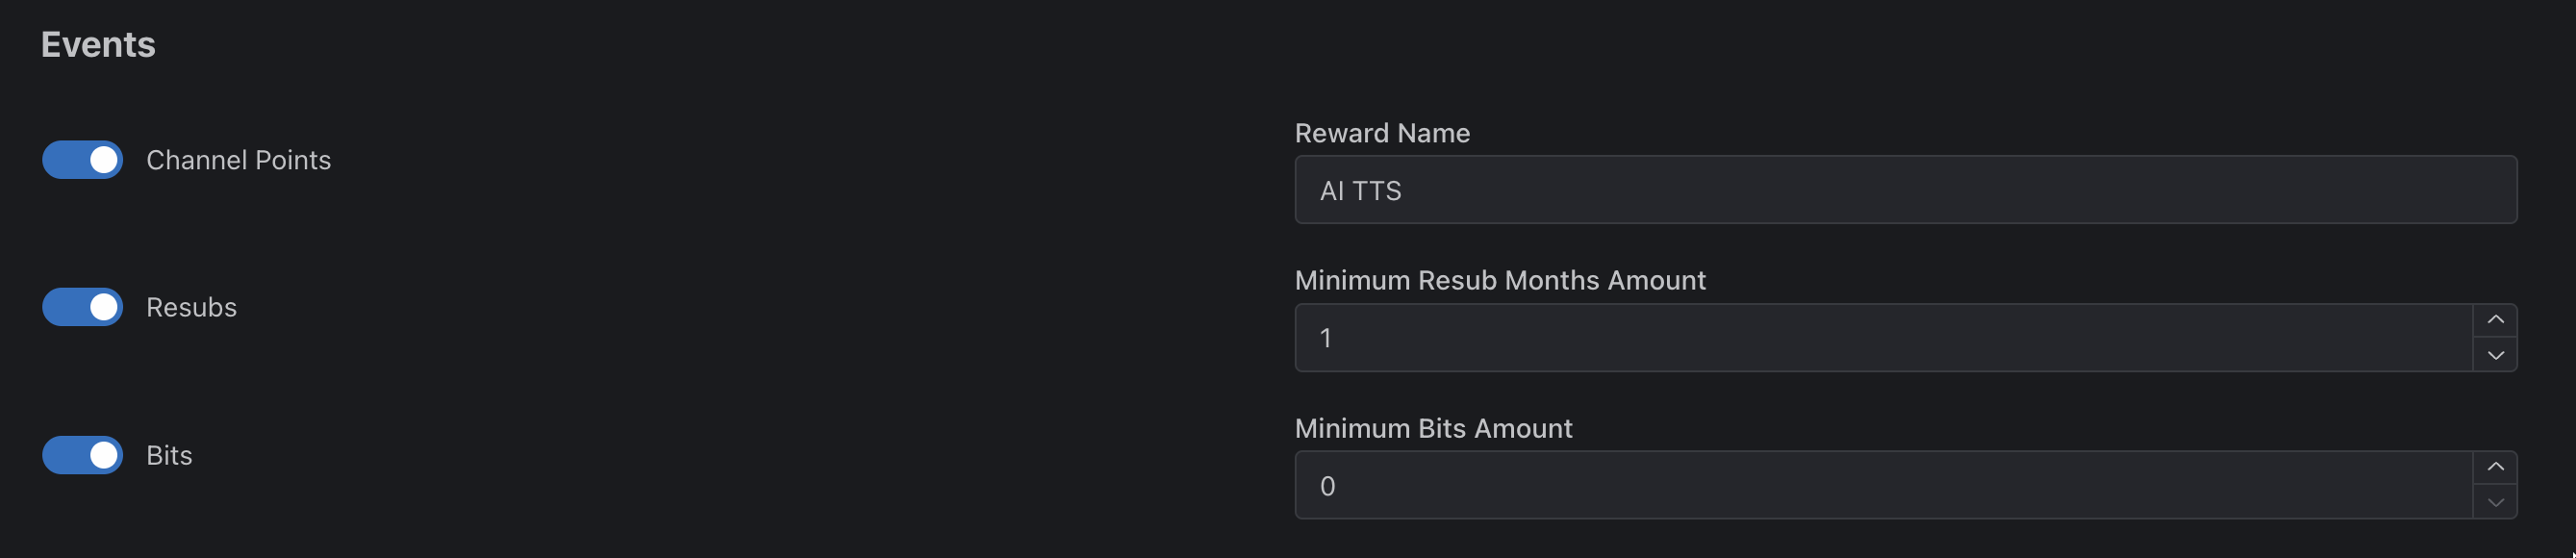 Events
Channel Points
Reward Name
AI TTS
Resubs
Minimum Resub Months Amount
1
Bits
Minimum Bits Amount
0